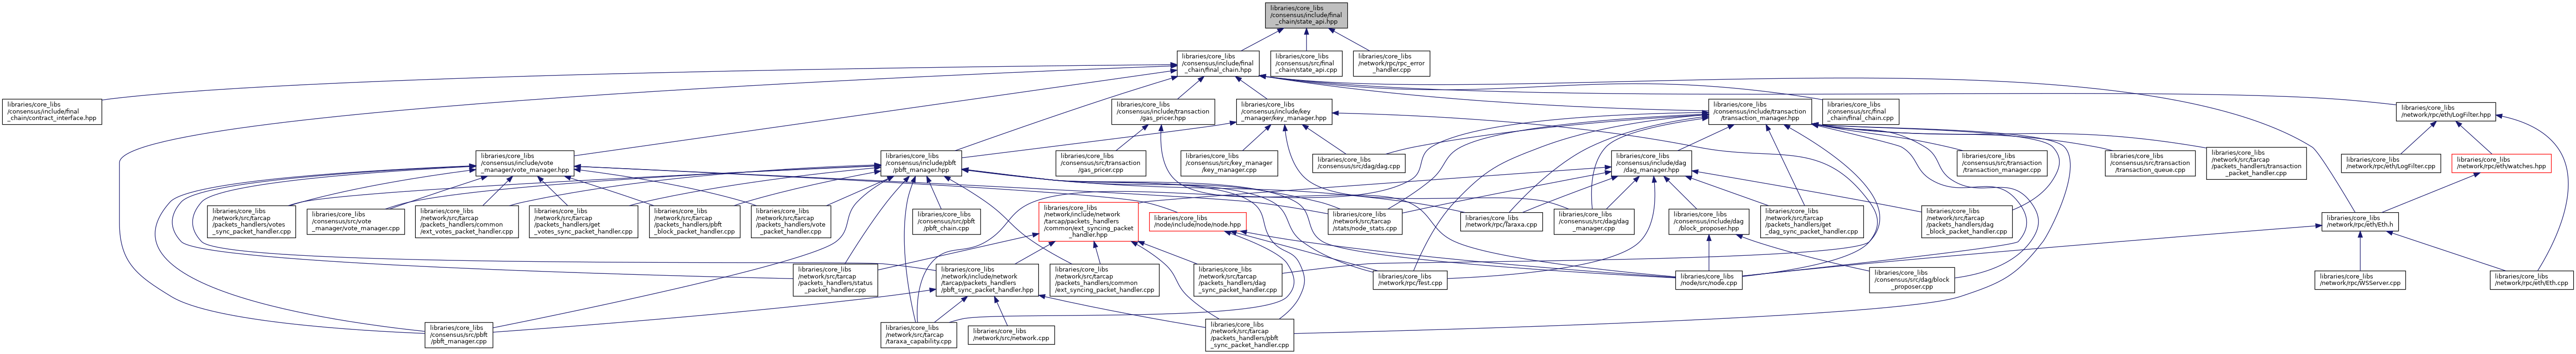 libraries/core_libs
/consensus/include/final
_chain/state_api.hpp
libraries/core_libs
/consensus/include/final
_chain/final_chain.hpp
libraries/core_libs
/consensus/src/final
_chain/state_api.cpp
libraries/core_libs
/network/rpc/rpc_error
_handler.cpp
libraries/core_libs
/consensus/include/final
_chain/contract_interface.hpp
libraries/core_libs
/consensus/include/transaction
/gas_pricer.hpp
libraries/core_libs
/consensus/include/key
_manager/key_manager.hpp
libraries/core_libs
/consensus/include/transaction
/transaction_manager.hpp
libraries/core_libs
/consensus/src/final
_chain/final_chain.cpp
libraries/core_libs
/network/rpc/eth/LogFilter.hpp
libraries/core_libs
/consensus/include/vote
_manager/vote_manager.hpp
libraries/core_libs
/consensus/include/pbft
/pbft_manager.hpp
libraries/core_libs
/consensus/src/transaction
/gas_pricer.cpp
libraries/core_libs
/consensus/src/key_manager
/key_manager.cpp
libraries/core_libs
/consensus/src/dag/dag.cpp
libraries/core_libs
/consensus/include/dag
/dag_manager.hpp
libraries/core_libs
/consensus/src/transaction
/transaction_manager.cpp
libraries/core_libs
/consensus/src/transaction
/transaction_queue.cpp
libraries/core_libs
/network/src/tarcap
/packets_handlers/transaction
_packet_handler.cpp
libraries/core_libs
/network/rpc/eth/LogFilter.cpp
libraries/core_libs
/network/rpc/eth/watches.hpp
libraries/core_libs
/network/src/tarcap
/packets_handlers/votes
_sync_packet_handler.cpp
libraries/core_libs
/consensus/src/vote
_manager/vote_manager.cpp
libraries/core_libs
/network/src/tarcap
/packets_handlers/common
/ext_votes_packet_handler.cpp
libraries/core_libs
/network/src/tarcap
/packets_handlers/get
_votes_sync_packet_handler.cpp
libraries/core_libs
/network/src/tarcap
/packets_handlers/pbft
_block_packet_handler.cpp
libraries/core_libs
/network/src/tarcap
/packets_handlers/vote
_packet_handler.cpp
libraries/core_libs
/consensus/src/pbft
/pbft_chain.cpp
libraries/core_libs
/network/include/network
/tarcap/packets_handlers
/common/ext_syncing_packet
_handler.hpp
libraries/core_libs
/node/include/node/node.hpp
libraries/core_libs
/network/src/tarcap
/stats/node_stats.cpp
libraries/core_libs
/network/rpc/Taraxa.cpp
libraries/core_libs
/consensus/src/dag/dag
_manager.cpp
libraries/core_libs
/consensus/include/dag
/block_proposer.hpp
libraries/core_libs
/network/src/tarcap
/packets_handlers/get
_dag_sync_packet_handler.cpp
libraries/core_libs
/network/src/tarcap
/packets_handlers/dag
_block_packet_handler.cpp
libraries/core_libs
/network/rpc/eth/Eth.h
libraries/core_libs
/network/src/tarcap
/packets_handlers/status
_packet_handler.cpp
libraries/core_libs
/network/include/network
/tarcap/packets_handlers
/pbft_sync_packet_handler.hpp
libraries/core_libs
/network/src/tarcap
/packets_handlers/common
/ext_syncing_packet_handler.cpp
libraries/core_libs
/network/src/tarcap
/packets_handlers/dag
_sync_packet_handler.cpp
libraries/core_libs
/network/rpc/Test.cpp
libraries/core_libs
/node/src/node.cpp
libraries/core_libs
/consensus/src/dag/block
_proposer.cpp
libraries/core_libs
/network/rpc/WSServer.cpp
libraries/core_libs
/network/rpc/eth/Eth.cpp
libraries/core_libs
/consensus/src/pbft
/pbft_manager.cpp
libraries/core_libs
/network/src/tarcap
/taraxa_capability.cpp
libraries/core_libs
/network/src/network.cpp
libraries/core_libs
/network/src/tarcap
/packets_handlers/pbft
_sync_packet_handler.cpp